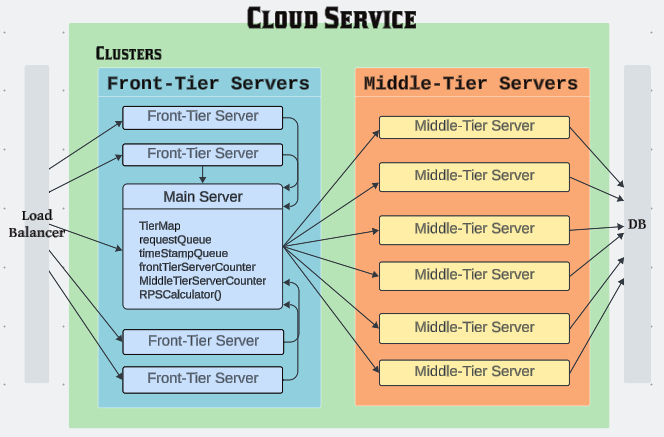 Cloud Service
Clusters
Front-Tier Servers
Middle-Tier Servers
Front-Tier Server
Front-Tier Server
Main Server
TierMap
requestQueue
timeStampQueue
frontTierServerCounter
MiddleTierServerCounter
RPSCalculator()
Front-Tier Server
Front-Tier Server
Middle-Tier Server
Middle-Tier Server
Middle-Tier Server
Middle-Tier Server
Middle-Tier Server
Middle-Tier Server
Load
Balancer
DB